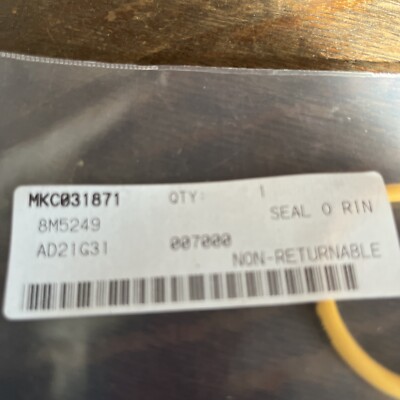 MKC031871 QTY: 1
8M5249 SEAL O RIN
AD21G31 007000
NON-RETURNABLE